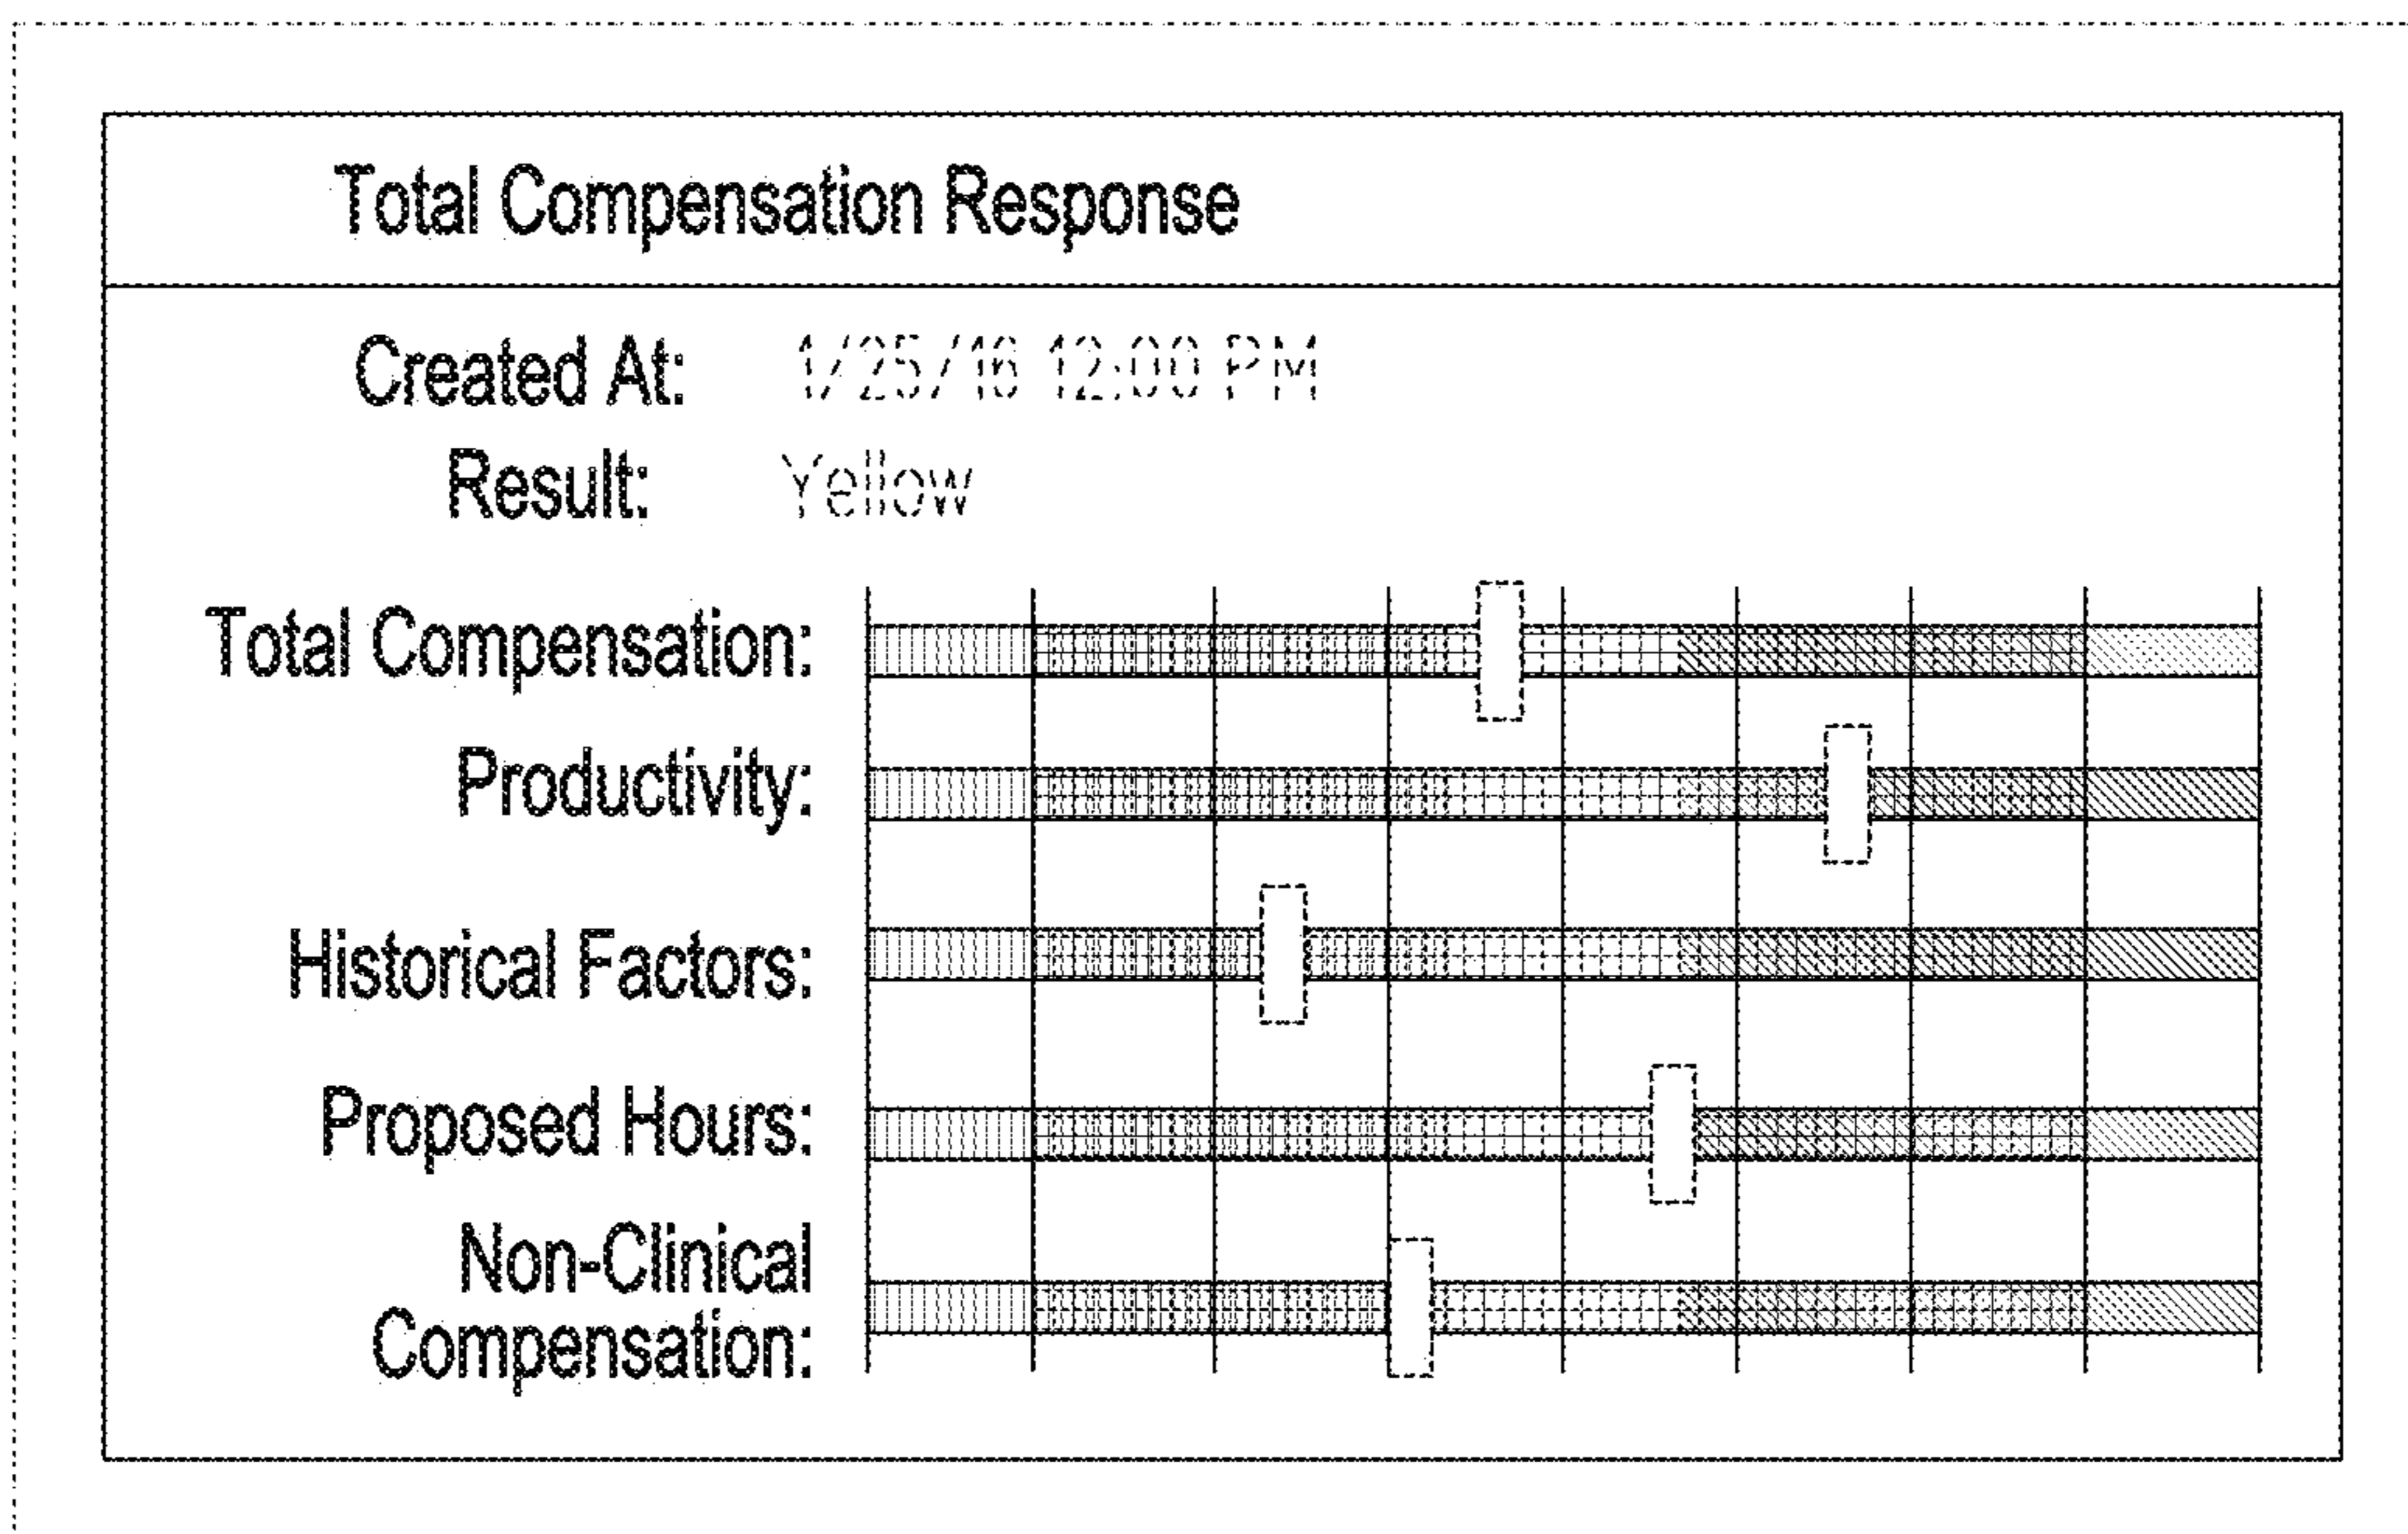 Total Compensation Response
Created At: 1/25/16 12:00 PM
Result: Yellow
Total Compensation:
Productivity:
Historical Factors:
Proposed Hours:
Non-Clinical
Compensation: